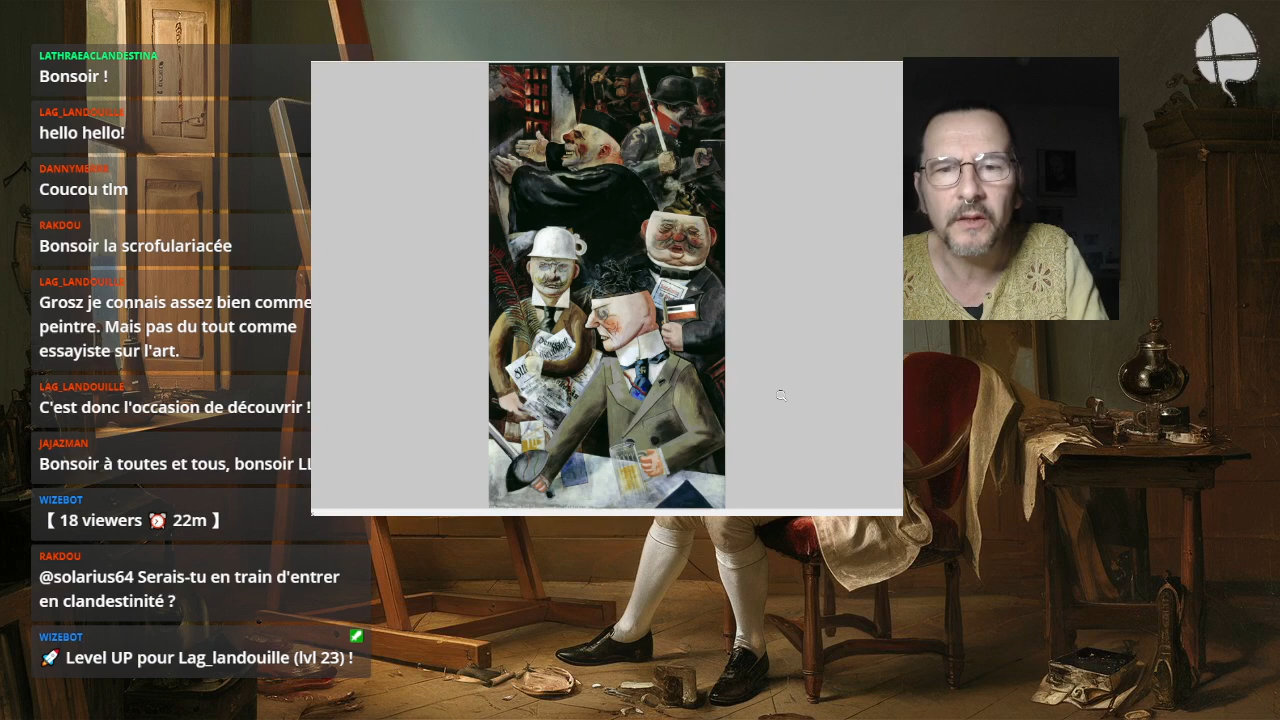 LATHRAEACLANDESTINA
Bonsoir !
LAG_LANDOUILLE
hello hello!
Coucou tlm
RAKDOU
Bonsoir la scrofulariacée
LAG_LANDOUILLE
Grosz je connais assez bien comme
peintre. Mais pas du tout comme
essayiste sur l'art.
LAG_LANDOUILLE
C'est donc l'occasion de découvrir !
JAJAZMAN
Bonsoir à toutes et tous, bonsoir
WIZEBOT
【 18 viewers ⏰ 22m 】
RAKDOU
@solarius64 Serais-tu en train d'entrer
en clandestinité ?
WIZEBOT
🚀 Level UP pour Lag_landouille (lvl 23) !